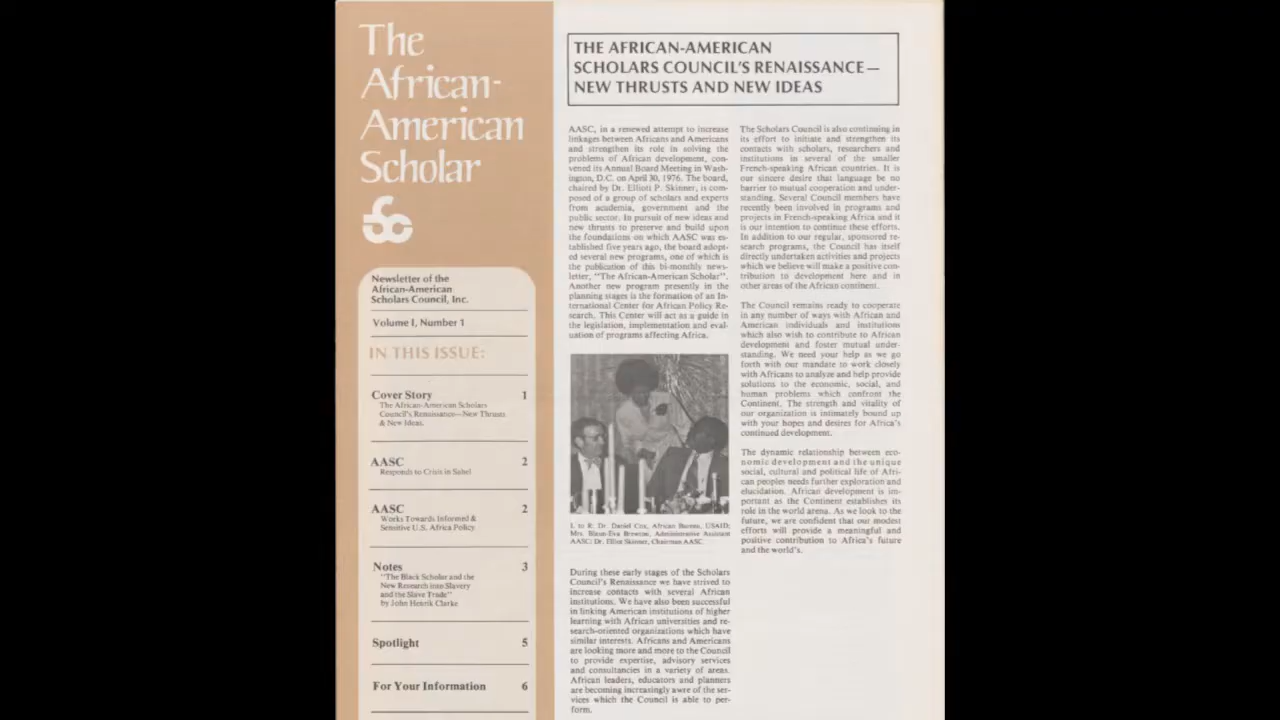 The
African-
American
Scholar
Newsletter of the
African-American
Scholars Council, Inc.
Volume I, Number 1
IN THIS ISSUE:
Cover Story 1
The African-American Scholars
Council's Renaissance—New Thrusts
& New Ideas.
AASC 2
Responds to Crisis in Sahel
AASC 2
Works Towards Informed &
Sensitive U.S. Africa Policy
Notes 3
"The Black Scholar and the
New Research into Slavery
and the Slave Trade"
by John Henrik Clarke
Spotlight 5
For Your Information 6
THE AFRICAN-AMERICAN
SCHOLARS COUNCIL'S RENAISSANCE—
NEW THRUSTS AND NEW IDEAS
AASC, in a renewed attempt to increase
linkages between Africans and Americans
and strengthen its role in solving the
problems of African development, con-
vened its Annual Board Meeting in Wash-
ington, D.C. on April 30, 1976. The board,
chaired by Dr. Elliott P. Skinner, is com-
posed of a group of scholars and experts
from academia, government and the
public sector. In pursuit of new ideas and
new thrusts to preserve and build upon
the foundations on which AASC was es-
tablished five years ago, the board adopt-
ed several new programs, one of which is
the publication of this bi-monthly news-
letter, "The African-American Scholar".
Another new program presently in the
planning stages is the formation of an In-
ternational Center for African Policy Re-
search. This Center will act as a guide in
the legislation, implementation and eval-
uation of programs affecting Africa.
L to R: Dr. Daniel Cox, African Bureau, USAID;
Mrs. Administrative Assistant
AASC; Dr. Elliot Skinner, Chairman AASC.
During these early stages of the Scholars
Council's Renaissance we have strived to
increase contacts with several African
institutions. We have also been successful
in linking American institutions of higher
learning with African universities and re-
search-oriented organizations which have
similar interests. Africans and Americans
are looking more and more to the Council
to provide expertise, advisory services
and consultancies in a variety of areas.
African leaders, educators and planners
are becoming increasingly awre of the ser-
vices which the Council is able to per-
form.
The Scholars Council is also continuing in
its effort to initiate and strengthen its
contacts with scholars, researchers and
institutions in several of the smaller
French-speaking African countries. It is
our sincere desire that language be no
barrier to mutual cooperation and under-
standing. Several Council members have
recently been involved in programs and
projects in French-speaking Africa and it
is our intention to continue these efforts.
In addition to our regular, sponsored re-
search programs, the Council has itself
directly undertaken activities and projects
which we believe will make a positive con-
tribution to development here and in
other areas of the African continent.
The Council remains ready to cooperate
in any number of ways with African and
American individuals and institutions
which also wish to contribute to African
development and foster mutual under-
standing. We need your help as we go
forth with our mandate to work closely
with Africans to analyze and help provide
solutions to the economic, social, and
human problems which confront the
Continent. The strength and vitality of
our organization is intimately bound up
with your hopes and desires for Africa's
continued development.
The dynamic relationship between eco-
nomic development and the unique
social, cultural and political life of Afri-
can peoples needs further exploration and
elucidation. African development is im-
portant as the Continent establishes its
role in the world arena. As we look to the
future, we are confident that our modest
efforts will provide a meaningful and
positive contribution to Africa's future
and the world's.